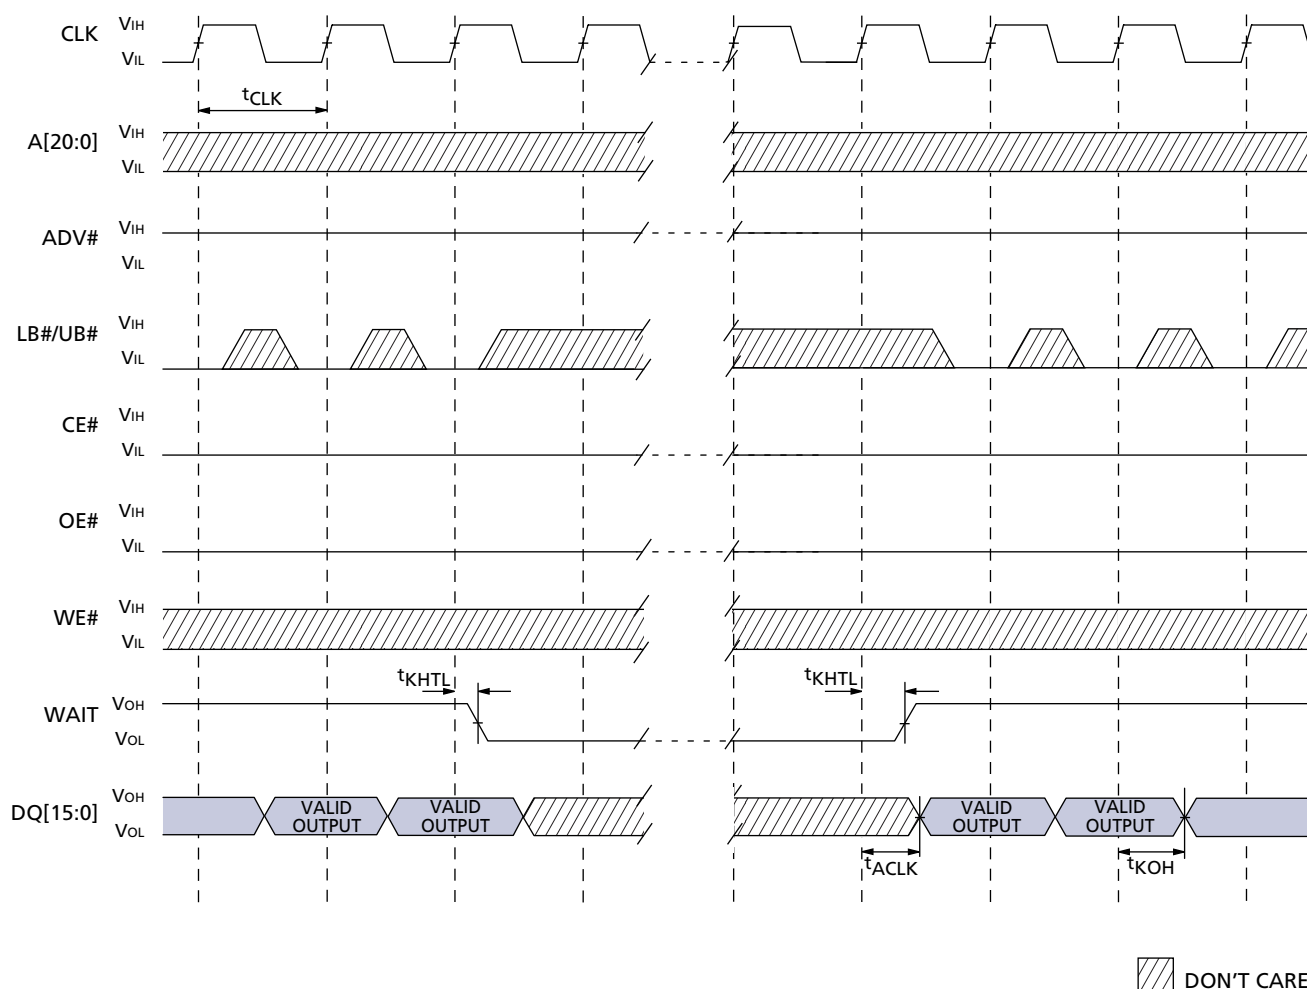 CLK VIH
VIL
tCLK
A[20:0] VIH
VIL
ADV# VIH
VIL
LB#/UB# VIH
VIL
CE# VIH
VIL
OE# VIH
VIL
WE# VIH
VIL
tKHTL tKHTL
WAIT VOH
VOL
DQ[15:0] VOH
VOL
VALID OUTPUT
VALID OUTPUT
VALID OUTPUT
VALID OUTPUT
tACLK tKOH
DON'T CARE